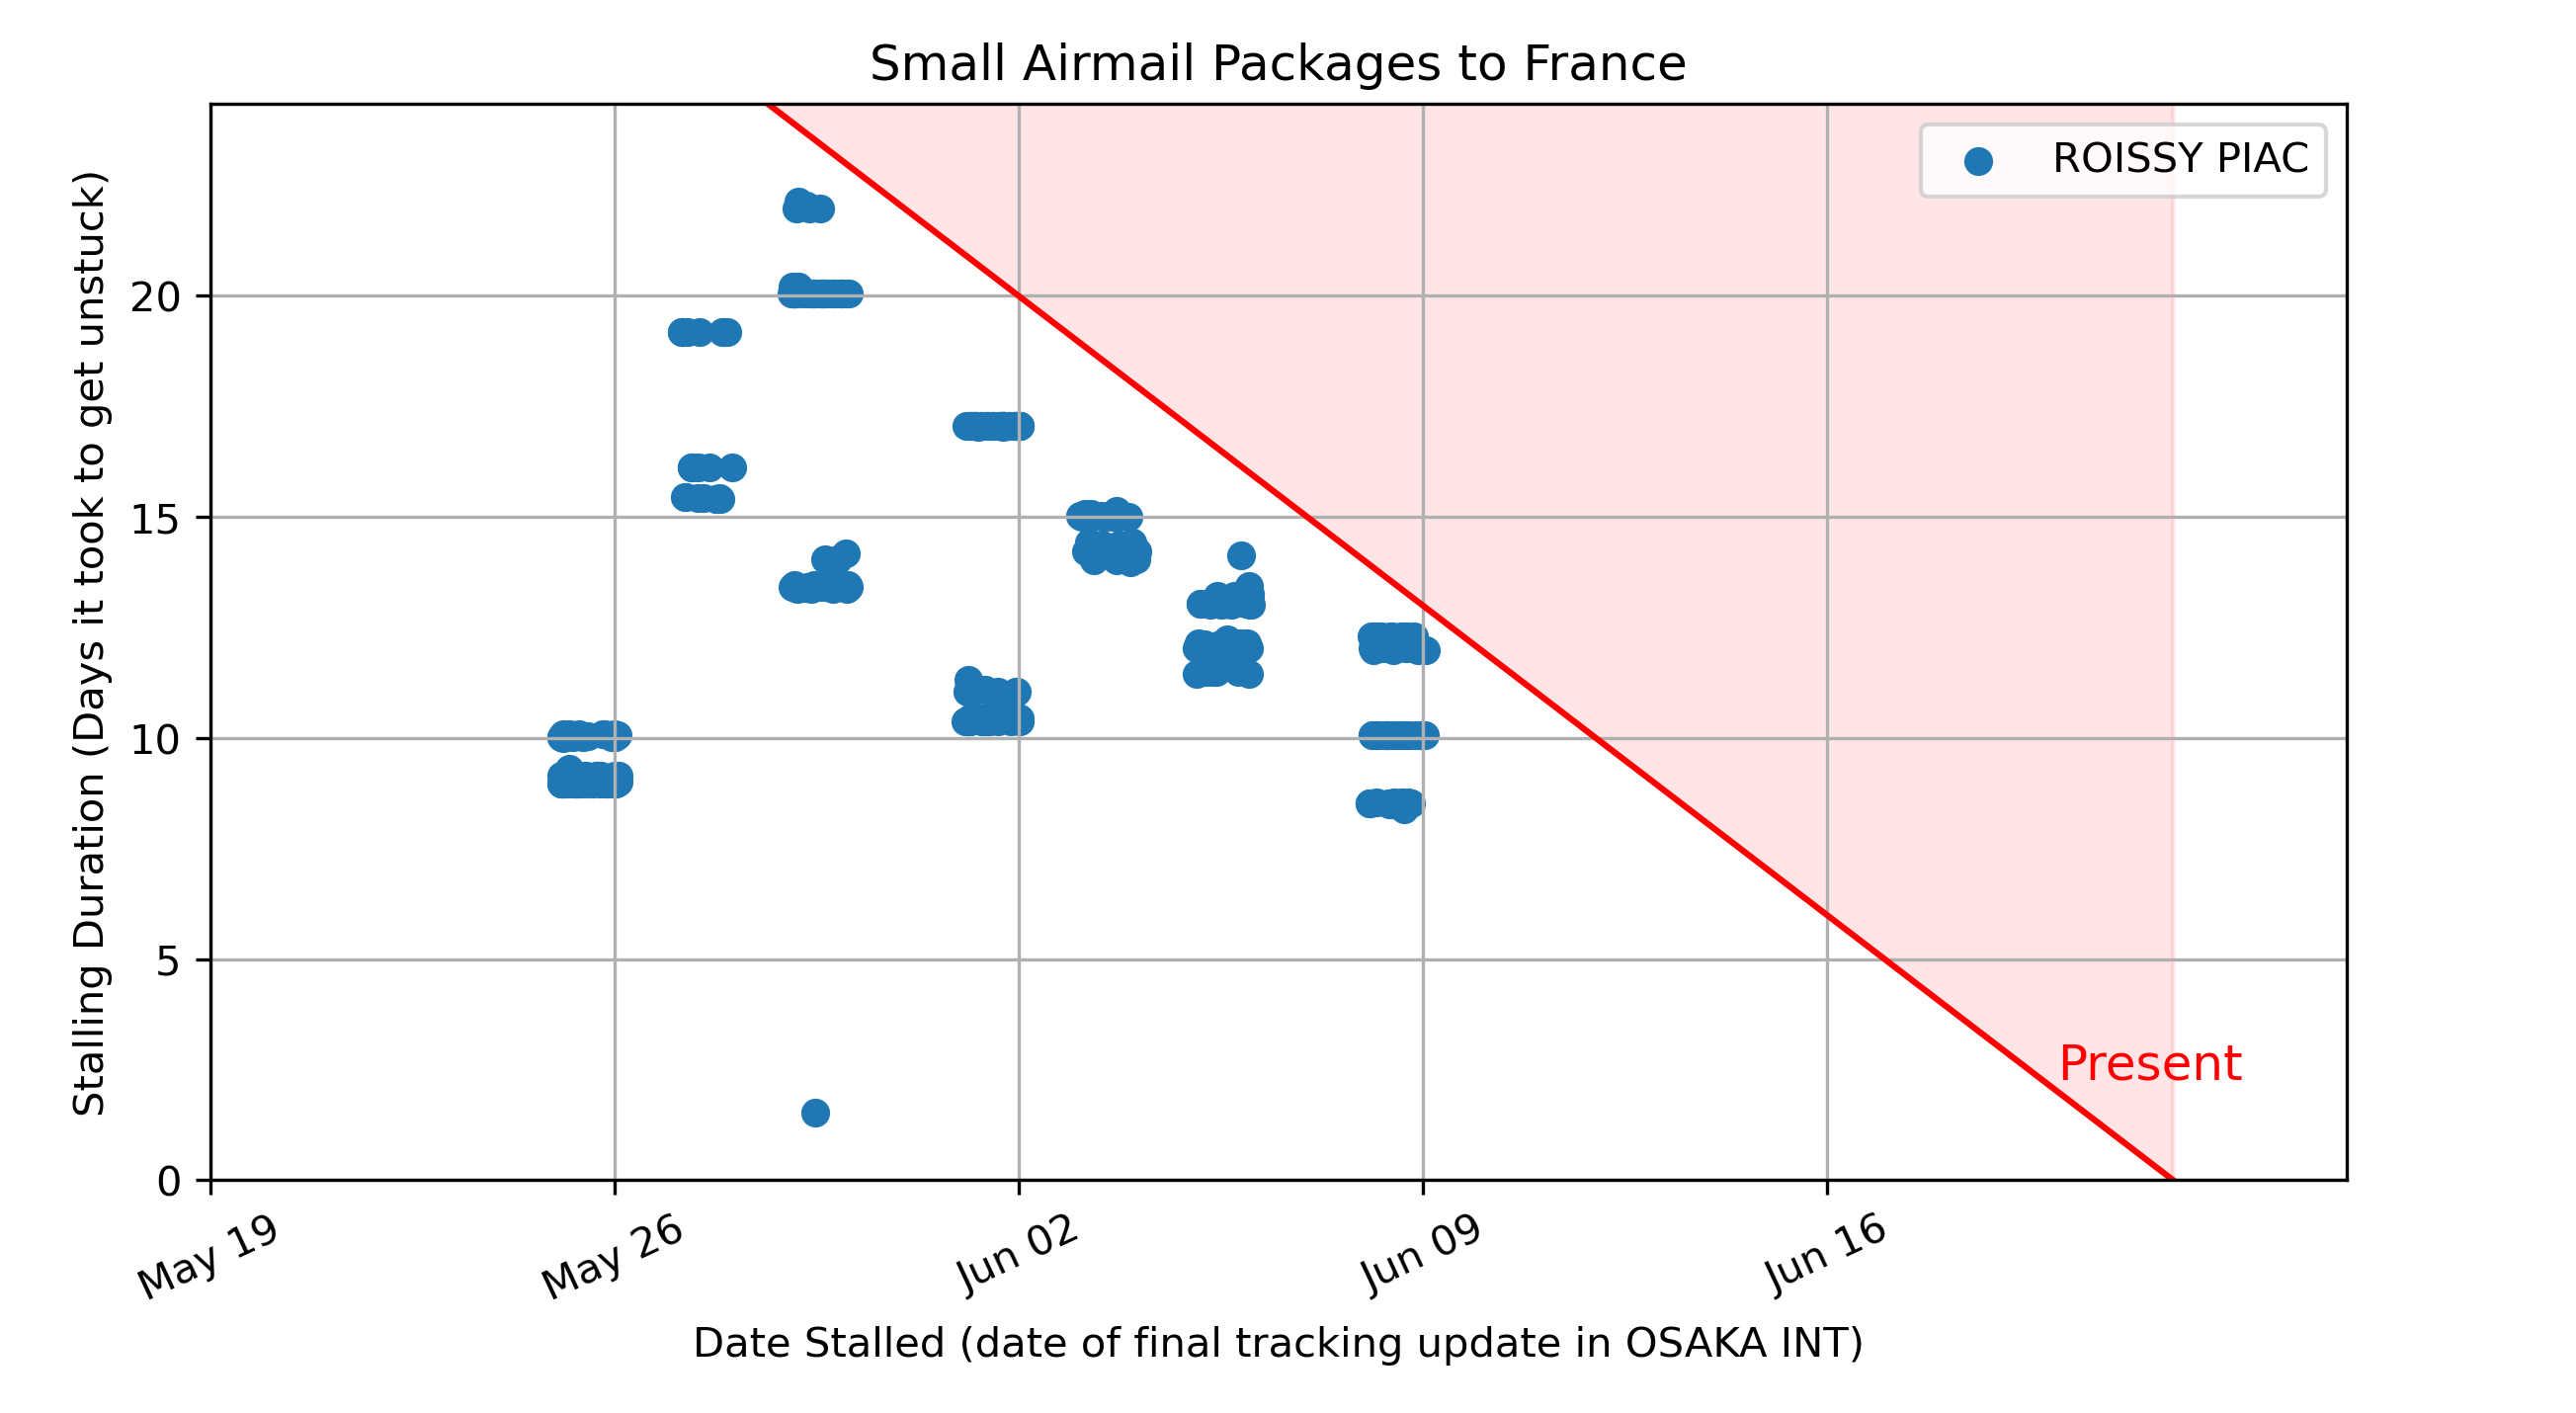 Small Airmail Packages to France
ROISSY PIAC
Stalling Duration (Days it took to get unstuck)
20
15
10
5
0
Present
May 19
May 26
Jun 02
Jun 09
Jun 16
Date Stalled (date of final tracking update in OSAKA INT)